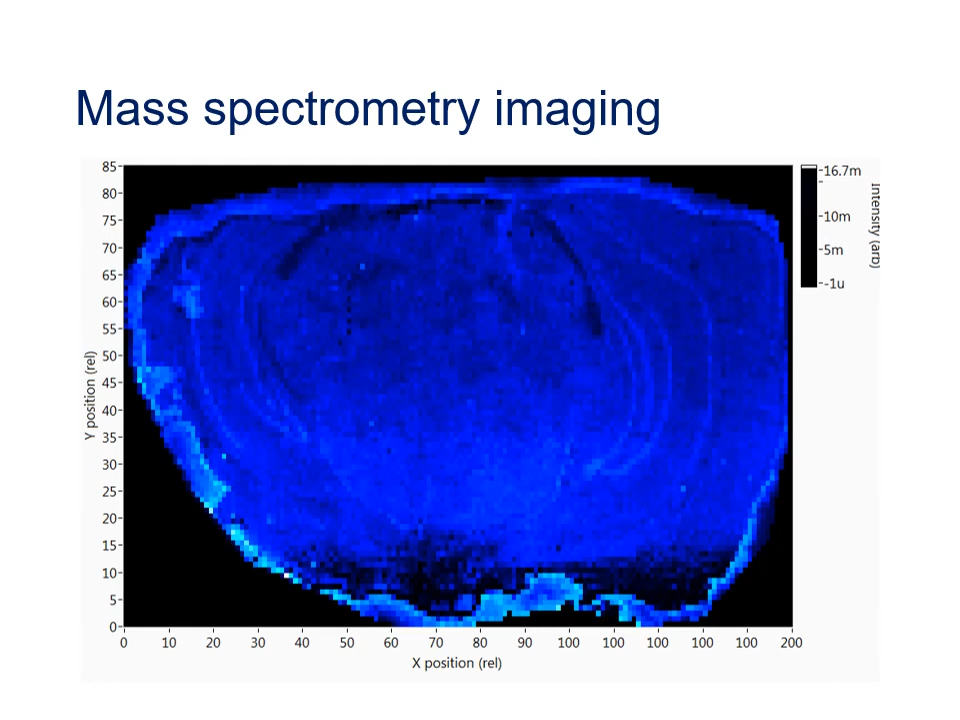 Mass spectrometry imaging
85
80
75
70
65
60
55
50
45
40
35
30
25
20
15
10
5
0
Y position (rel)
0 10 20 30 40 50 60 70 80 90 100 100 100 100 100 200
X position (rel)
16.7m
10m
5m
-1u
Intensity (arb)